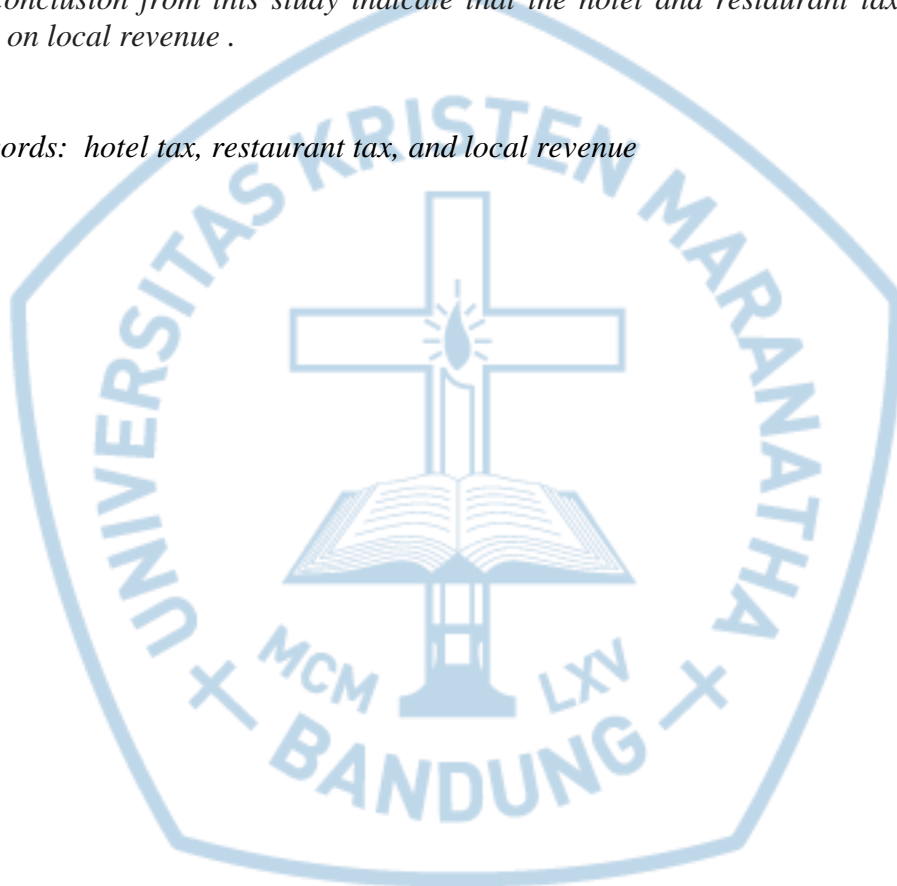 onclusion from this study indicate that the hotel and restaurant tax
on local revenue .
ords: hotel tax, restaurant tax, and local revenue
UNIVERSITAS KRISTEN MARANATHA
MCM LXV
BANDUNG